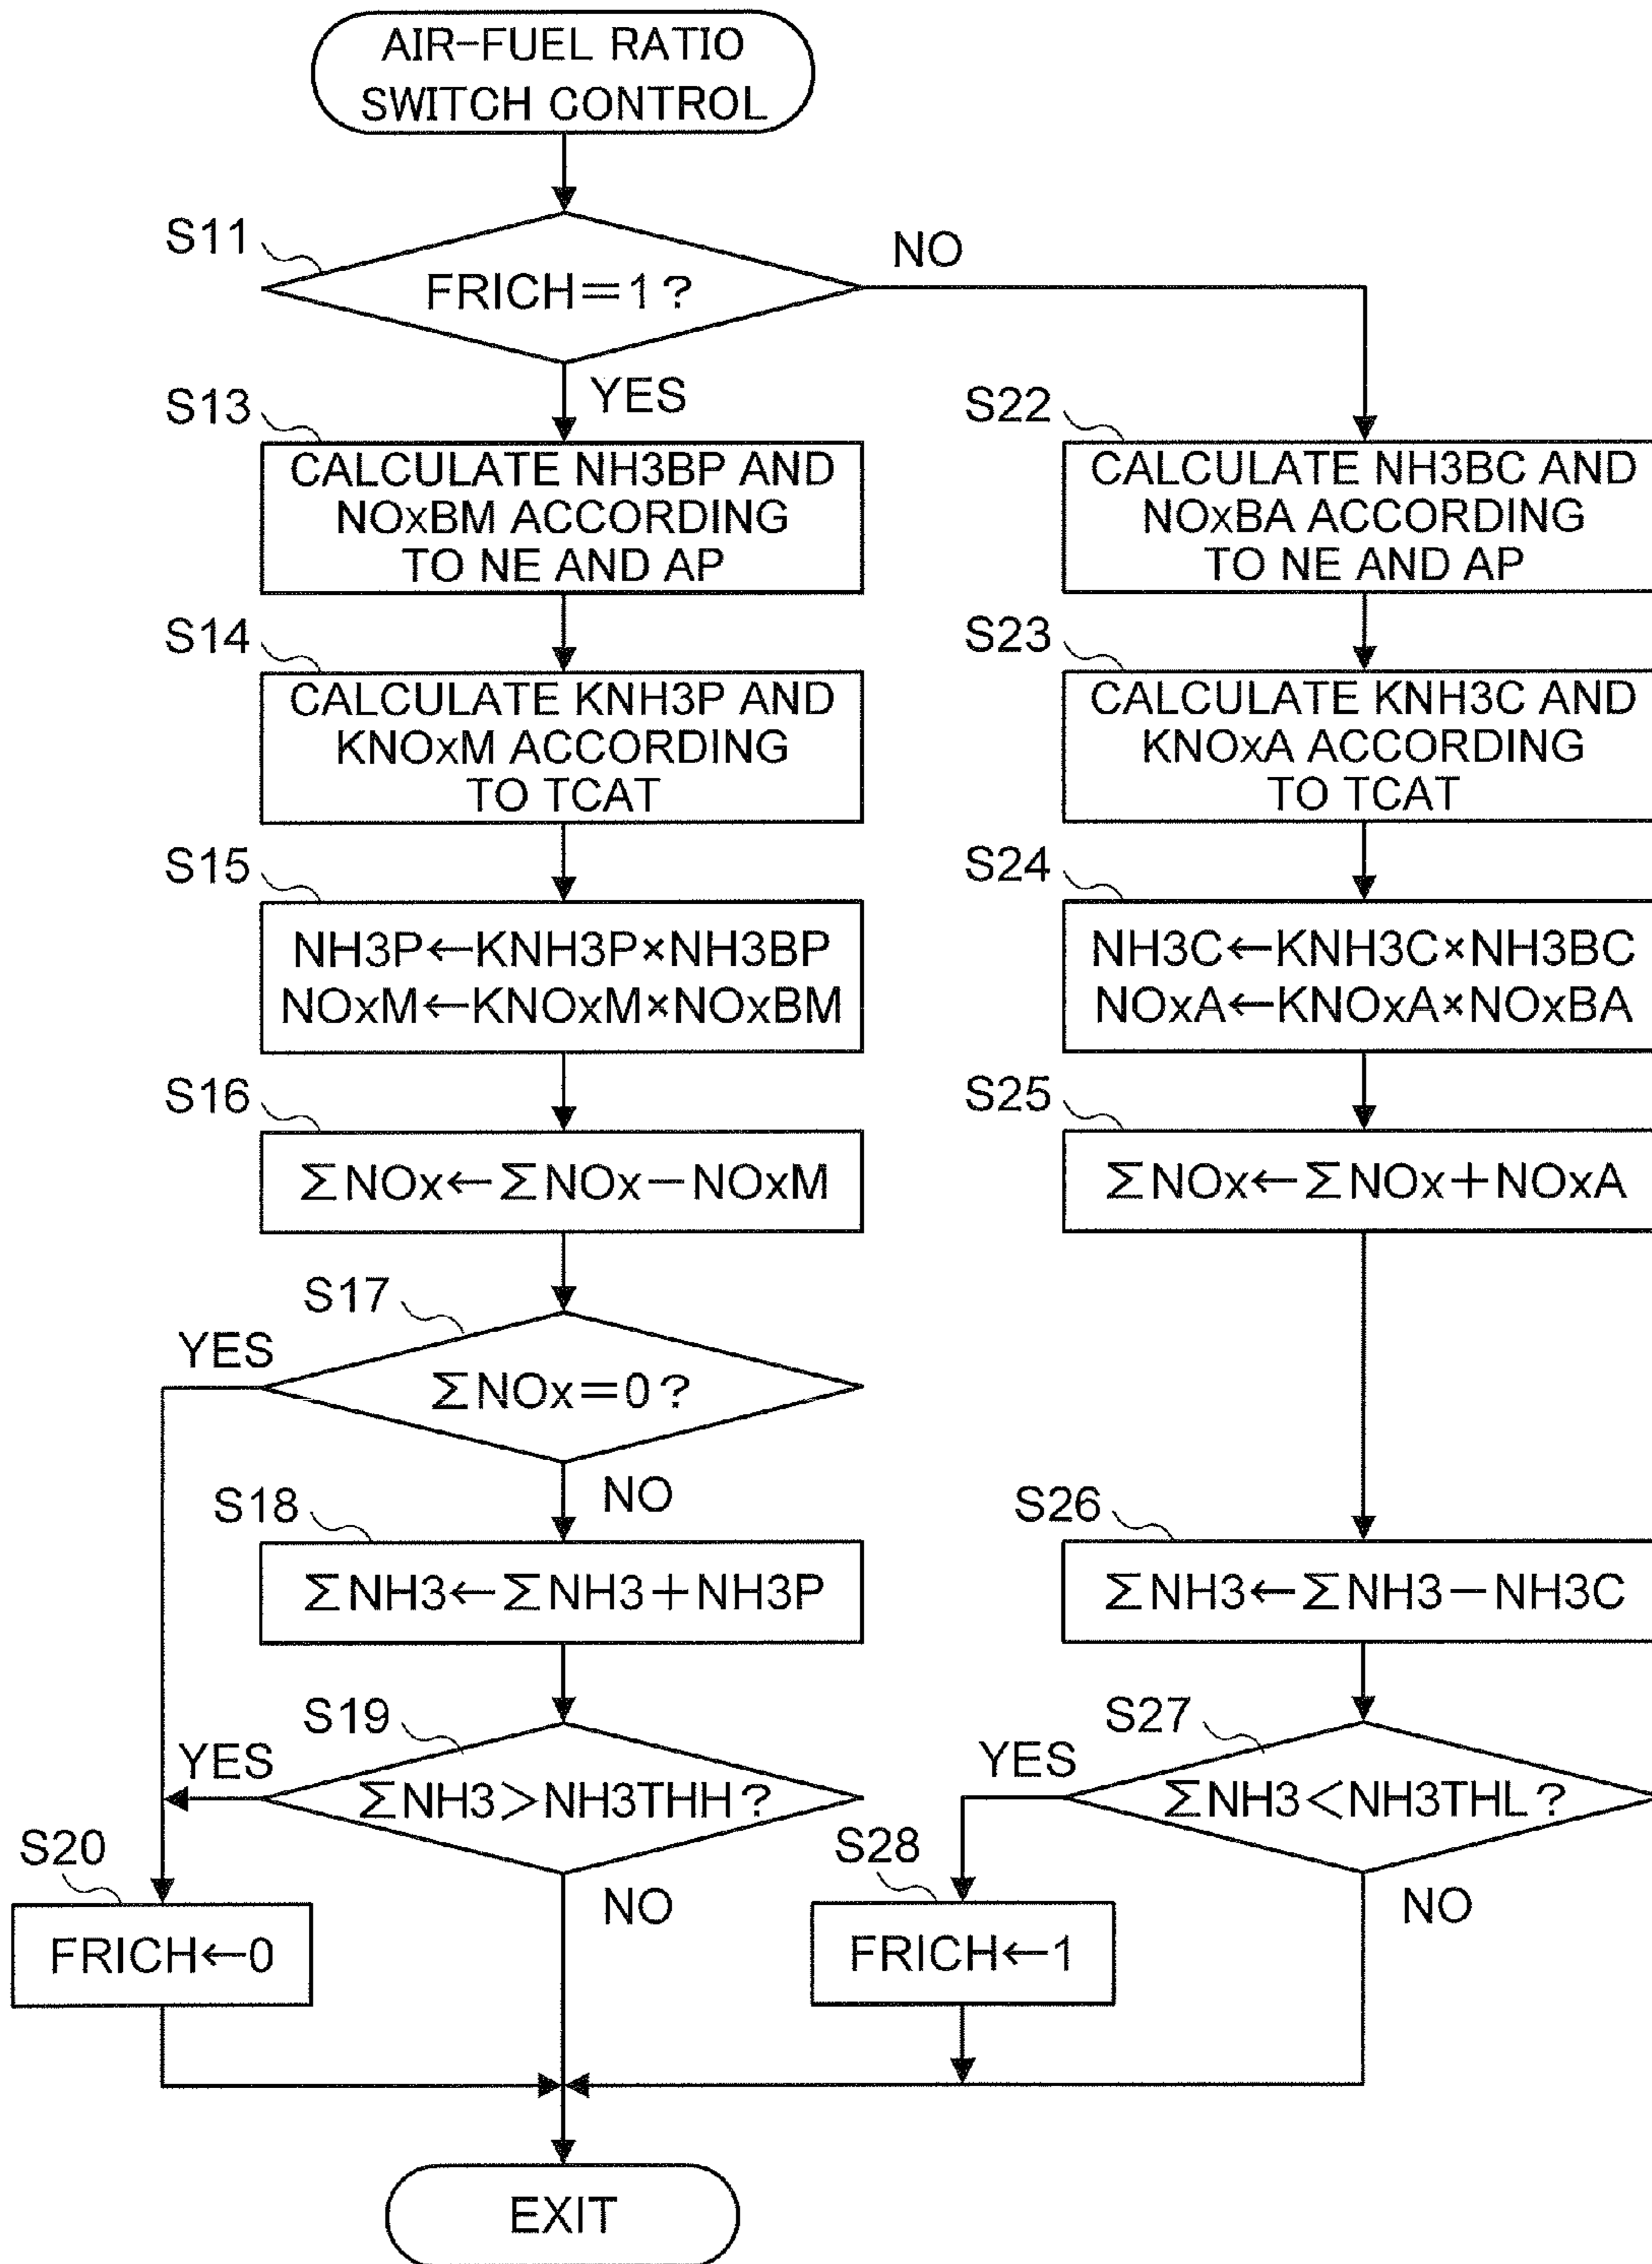 AIR-FUEL RATIO
SWITCH CONTROL
S11
FRICH=1?
NO
YES
S13
CALCULATE NH3BP AND
NOxBM ACCORDING
TO NE AND AP
S14
CALCULATE KNH3P AND
KNOxM ACCORDING
TO TCAT
S15
NH3P←KNH3P×NH3BP
NOxM←KNOxM×NOxBM
S16
ΣNOx←ΣNOx−NOxM
S17
YES
ΣNOx=0?
NO
S18
ΣNH3←ΣNH3+NH3P
S19
YES
ΣNH3>NH3THH?
NO
S20
FRICH←0
S22
CALCULATE NH3BC AND
NOxBA ACCORDING
TO NE AND AP
S23
CALCULATE KNH3C AND
KNOxA ACCORDING
TO TCAT
S24
NH3C←KNH3C×NH3BC
NOxA←KNOxA×NOxBA
S25
ΣNOx←ΣNOx+NOxA
S26
ΣNH3←ΣNH3−NH3C
S27
YES
ΣNH3<NH3THL?
NO
S28
FRICH←1
EXIT